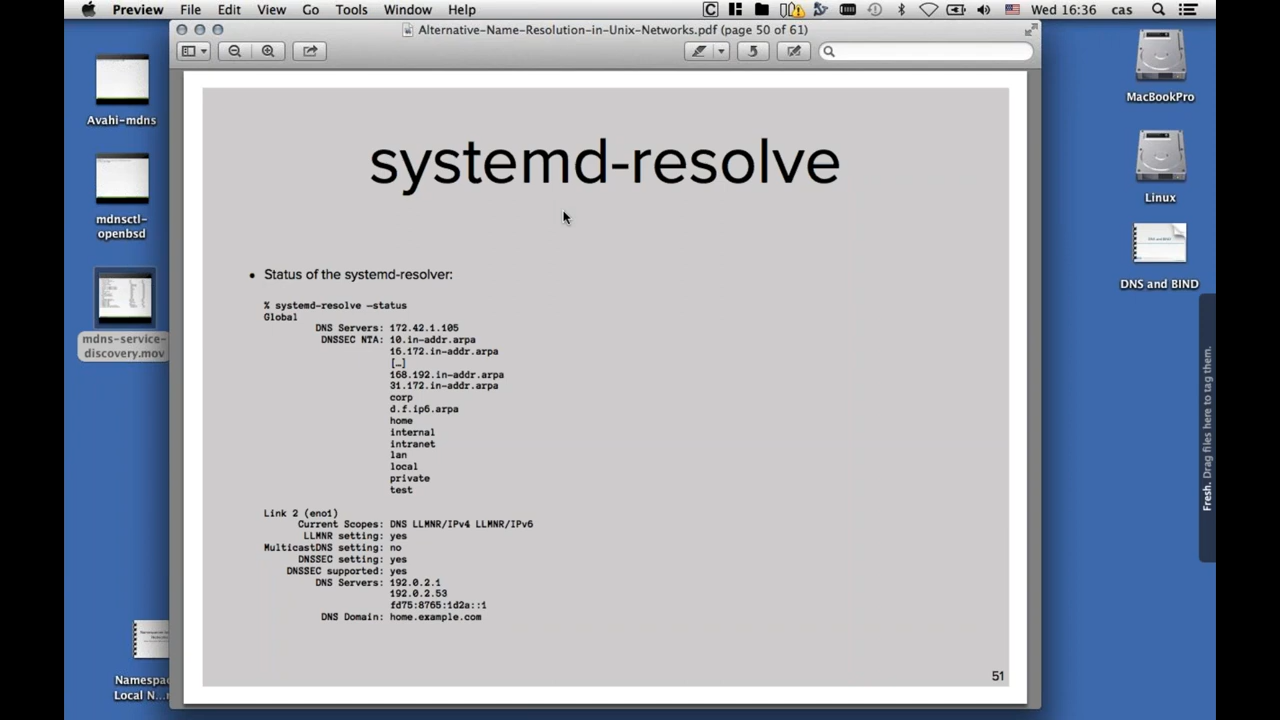 Preview File Edit View Go Tools Window Help
Wed 16:36 cas
Alternative-Name-Resolution-in-Unix-Networks.pdf (page 50 of 61)
Avahi-mdns
mdnsctl-
openbsd
mdns-service-
discovery.mov
Namespac
Local N...r
MacBookPro
Linux
DNS and BIND
DNS and BIND
Fresh. Drag files here to tag them.
systemd-resolve
• Status of the systemd-resolver:
% systemd-resolve —status
Global
DNS Servers: 172.42.1.105
DNSSEC NTA: 10.in-addr.arpa
16.172.in-addr.arpa
[…]
168.192.in-addr.arpa
31.172.in-addr.arpa
corp
d.f.ip6.arpa
home
internal
intranet
lan
local
private
test
Link 2 (eno1)
Current Scopes: DNS LLMNR/IPv4 LLMNR/IPv6
LLMNR setting: yes
MulticastDNS setting: no
DNSSEC setting: yes
DNSSEC supported: yes
DNS Servers: 192.0.2.1
192.0.2.53
fd75:8765:1d2a::1
DNS Domain: home.example.com
51